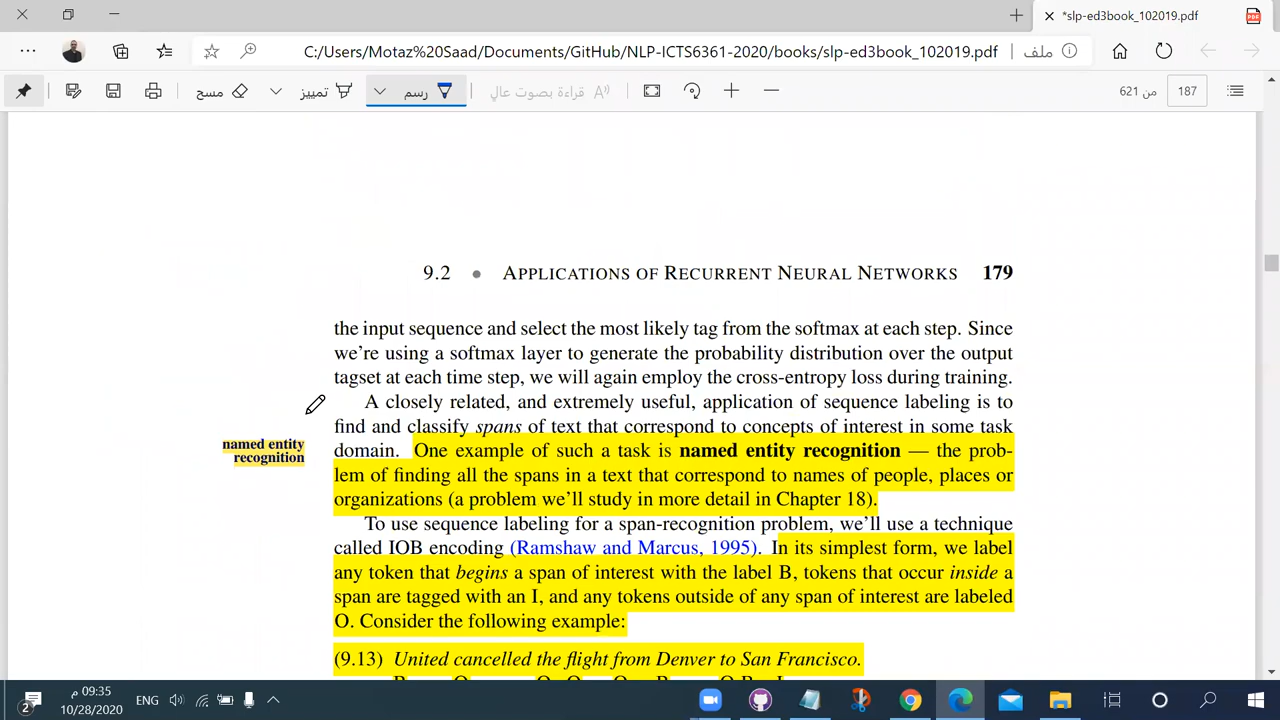 *slp-ed3book_102019.pdf
C:/Users/Motaz%20Saad/Documents/GitHub/NLP-ICTS6361-2020/books/slp-ed3book_102019.pdf
ملف
مسح
تمييز
رسم
قراءة بصوت عالٍ
من 621
187
9.2 • APPLICATIONS OF RECURRENT NEURAL NETWORKS 179
the input sequence and select the most likely tag from the softmax at each step. Since
we're using a softmax layer to generate the probability distribution over the output
tagset at each time step, we will again employ the cross-entropy loss during training.
A closely related, and extremely useful, application of sequence labeling is to
find and classify spans of text that correspond to concepts of interest in some task
named entity
recognition
domain. One example of such a task is named entity recognition — the prob-
lem of finding all the spans in a text that correspond to names of people, places or
organizations (a problem we'll study in more detail in Chapter 18).
To use sequence labeling for a span-recognition problem, we'll use a technique
called IOB encoding (Ramshaw and Marcus, 1995). In its simplest form, we label
any token that begins a span of interest with the label B, tokens that occur inside a
span are tagged with an I, and any tokens outside of any span of interest are labeled
O. Consider the following example:
(9.13) United cancelled the flight from Denver to San Francisco.
2
09:35 م
10/28/2020
ENG